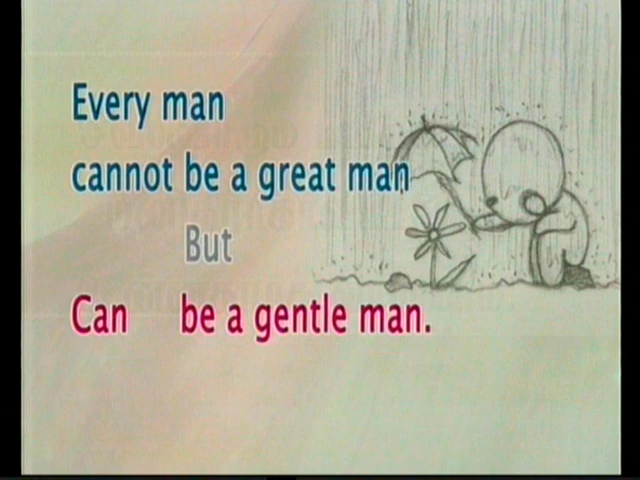 Every man
cannot be a great man
But
Can be a gentle man.